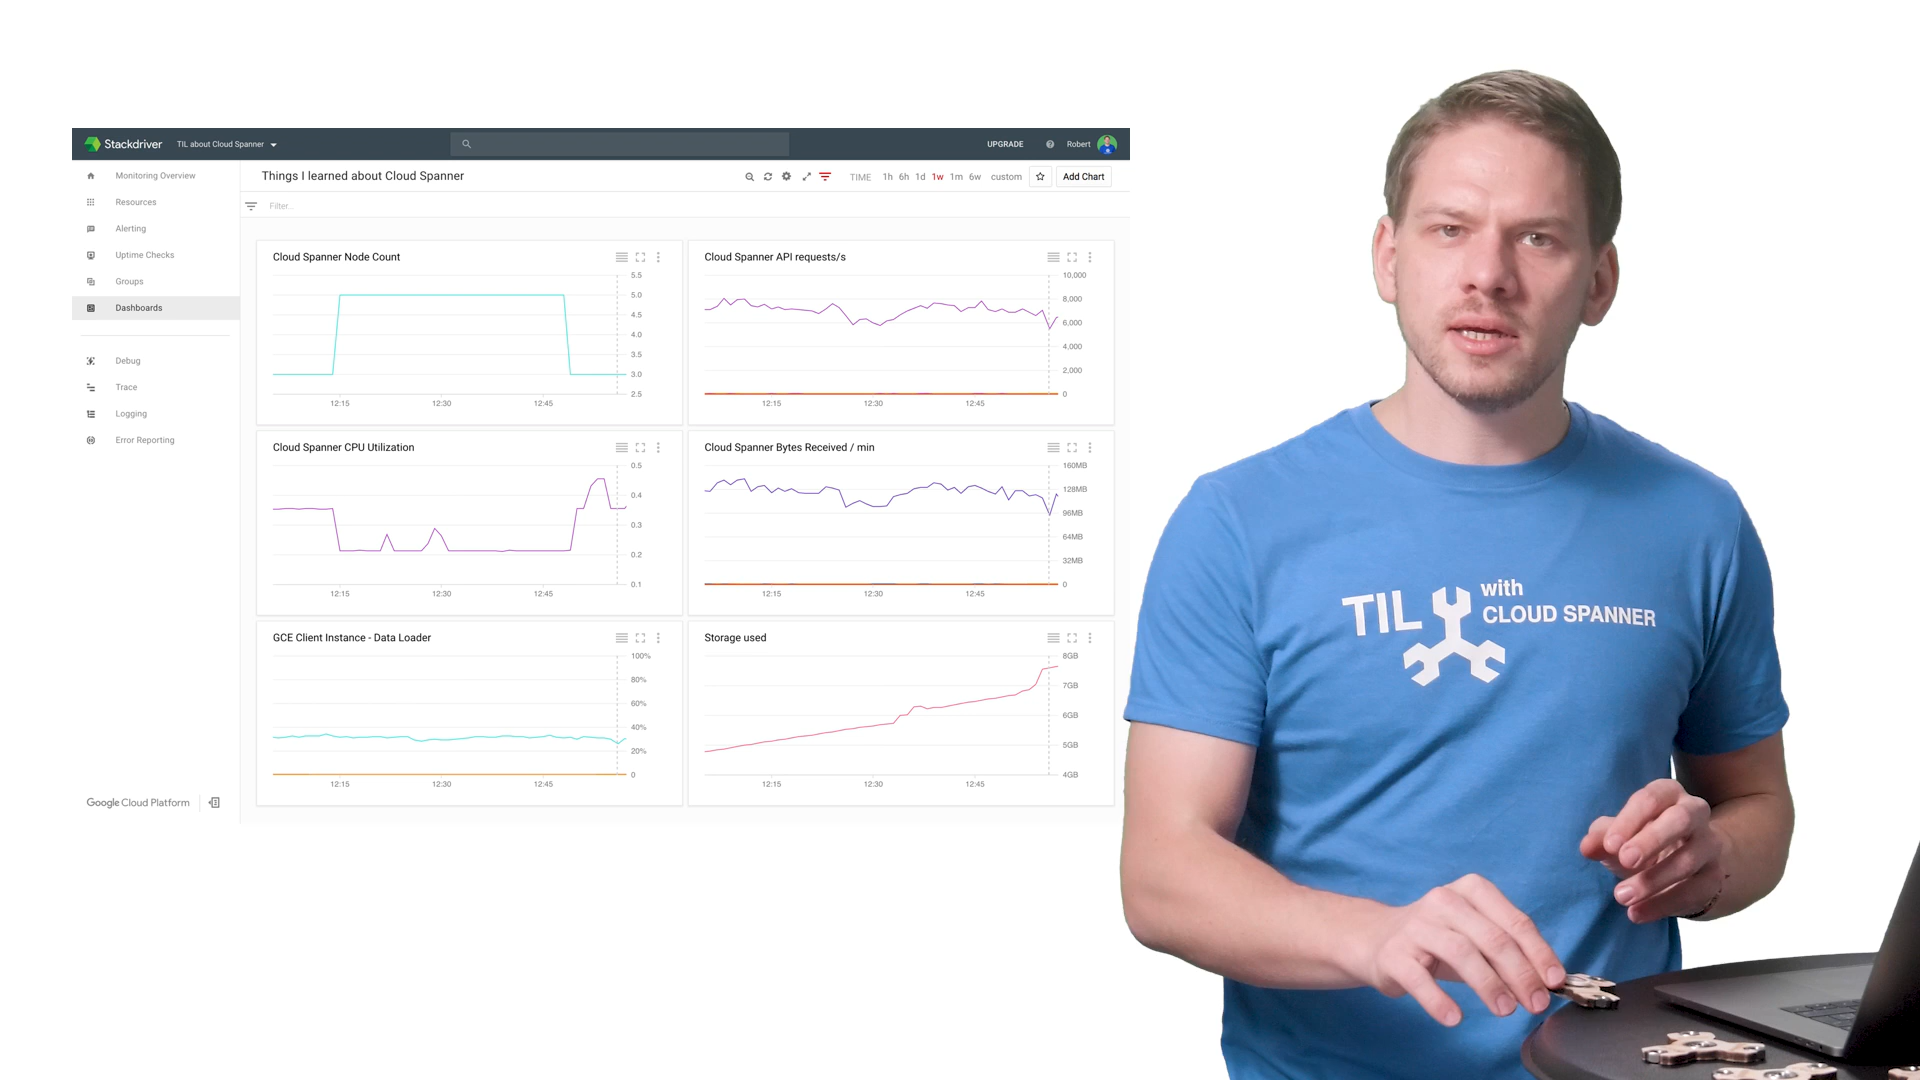 Stackdriver TIL about Cloud Spanner UPGRADE Robert
Monitoring Overview
Resources
Alerting
Uptime Checks
Groups
Dashboards
Debug
Trace
Logging
Error Reporting
Google Cloud Platform
Things I learned about Cloud Spanner TIME 1h 6h 1d 1w 1m 6w custom Add Chart
Filter...
Cloud Spanner Node Count
5.5
5.0
4.5
4.0
3.5
3.0
2.5
12:15 12:30 12:45
Cloud Spanner API requests/s
10,000
8,000
6,000
4,000
2,000
0
12:15 12:30 12:45
Cloud Spanner CPU Utilization
0.5
0.4
0.3
0.2
0.1
12:15 12:30 12:45
Cloud Spanner Bytes Received / min
160MB
128MB
96MB
64MB
32MB
0
12:15 12:30 12:45
GCE Client Instance - Data Loader
100%
80%
60%
40%
20%
0
12:15 12:30 12:45
Storage used
8GB
7GB
6GB
5GB
4GB
12:15 12:30 12:45
TIL with
CLOUD SPANNER